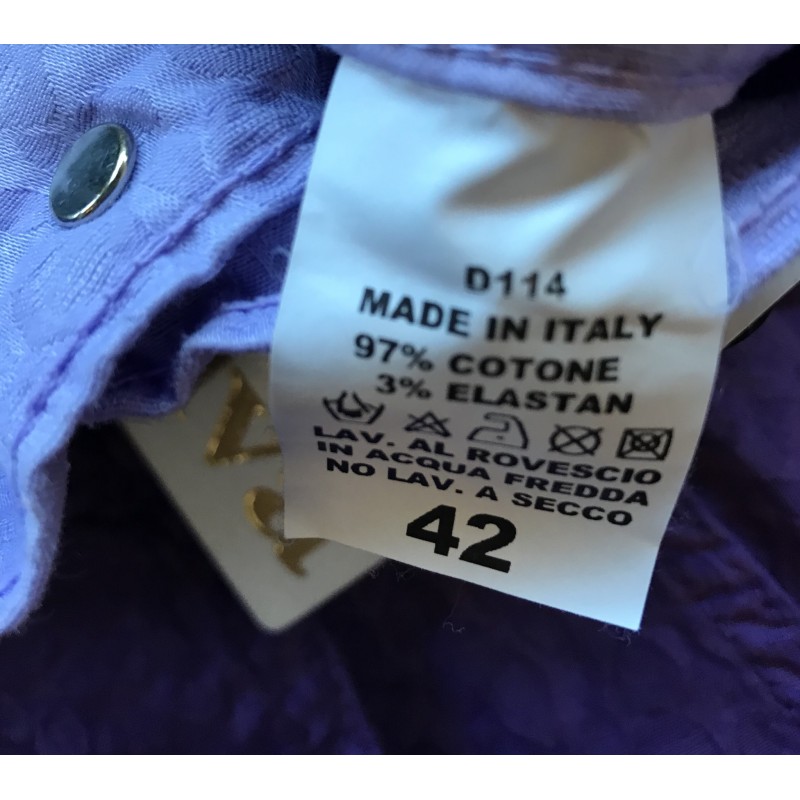 D114
MADE IN ITALY
97% COTONE
3% ELASTAN
LAV. AL ROVESCIO
IN ACQUA FREDDA
NO LAV. A SECCO
42